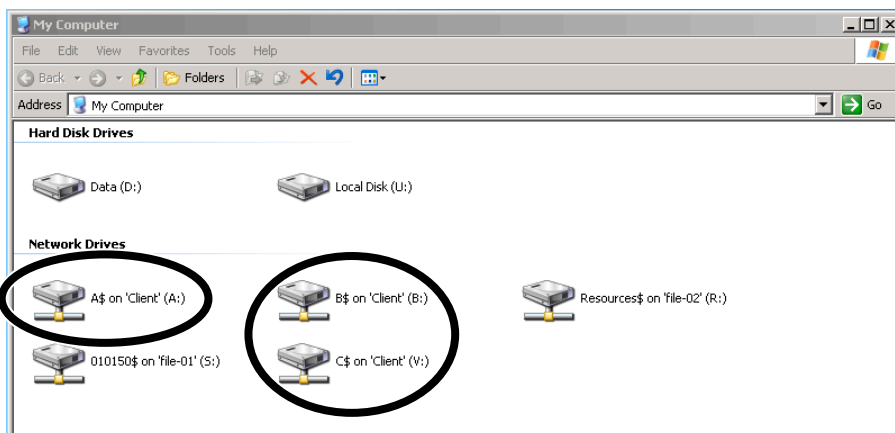 My Computer
File Edit View Favorites Tools Help
Back Folders
Address My Computer Go
Hard Disk Drives
Data (D:) Local Disk (U:)
Network Drives
A$ on 'Client' (A:) B$ on 'Client' (B:) Resources$ on 'file-02' (R:)
010150$ on 'file-01' (S:) C$ on 'Client' (V:)